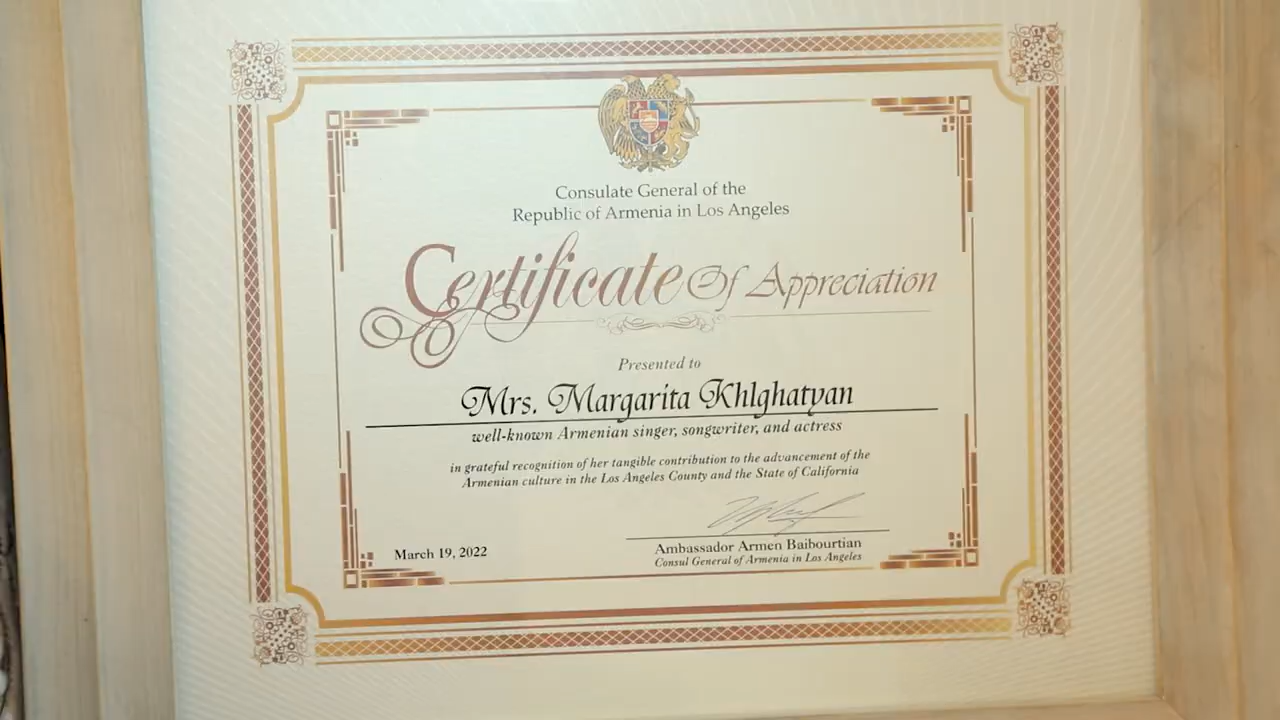 Consulate General of the
Republic of Armenia in Los Angeles
Certificate Of Appreciation
Presented to
Mrs. Margarita Khlghatyan
well-known Armenian singer, songwriter, and actress
in grateful recognition of her tangible contribution to the advancement of the
Armenian culture in the Los Angeles County and the State of California
March 19, 2022
Ambassador Armen Baibourtian
Consul General of Armenia in Los Angeles